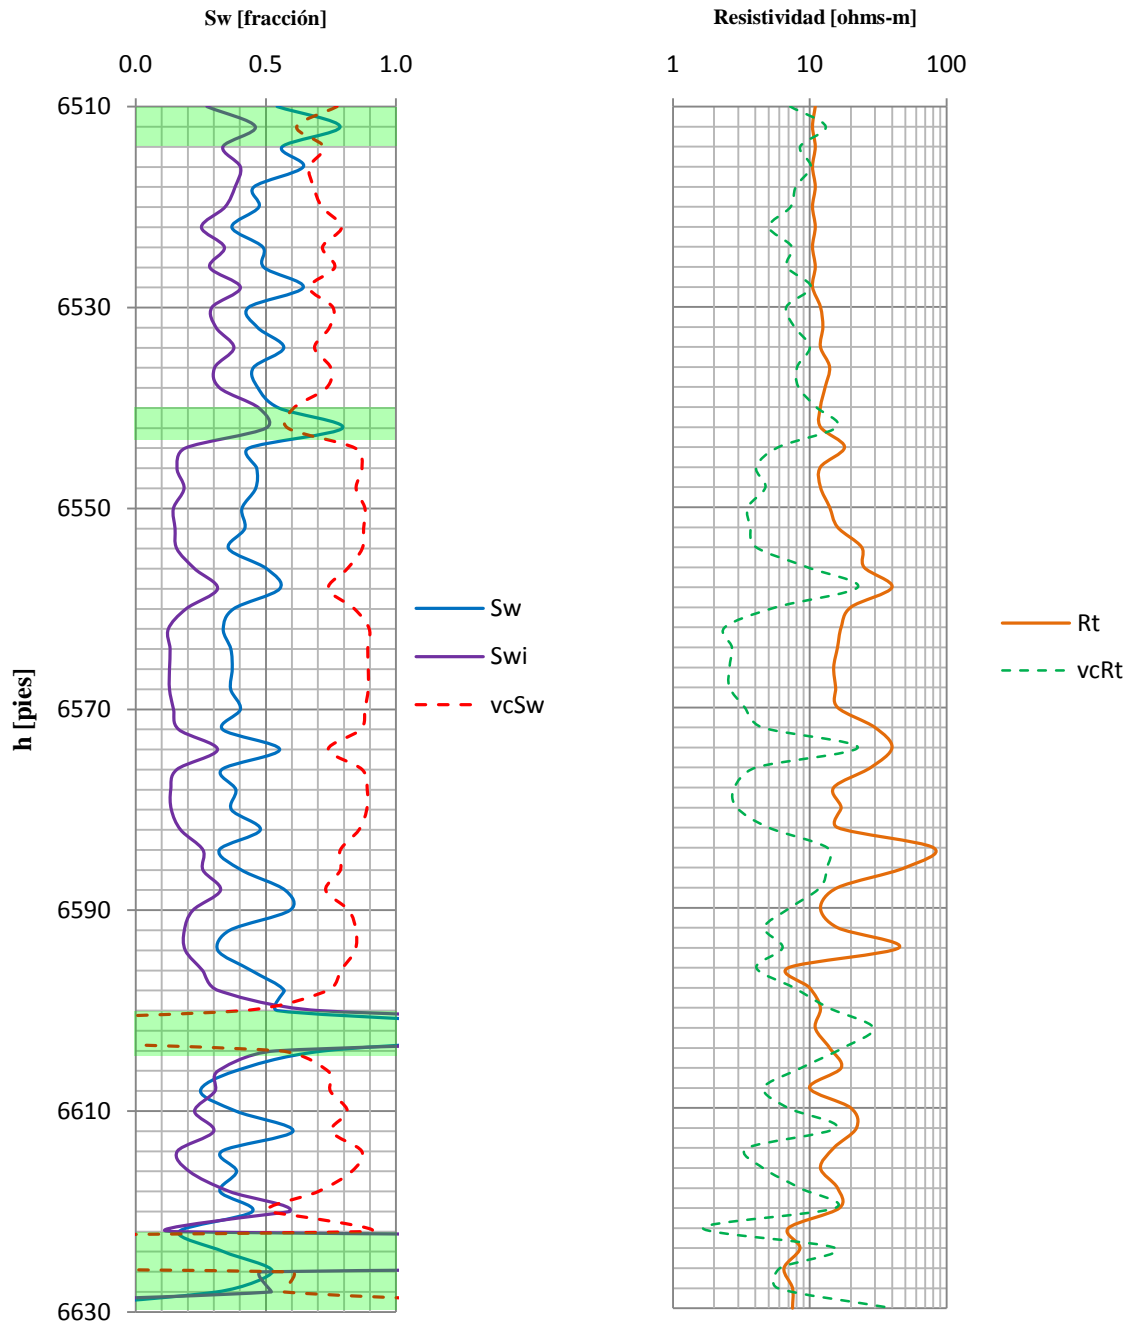 Sw [fracción]
Resistividad [ohms-m]
0.0 0.5 1.0
1 10 100
6510
6530
6550
6570
6590
6610
6630
h [pies]
Sw
Swi
vcSw
Rt
vcRt